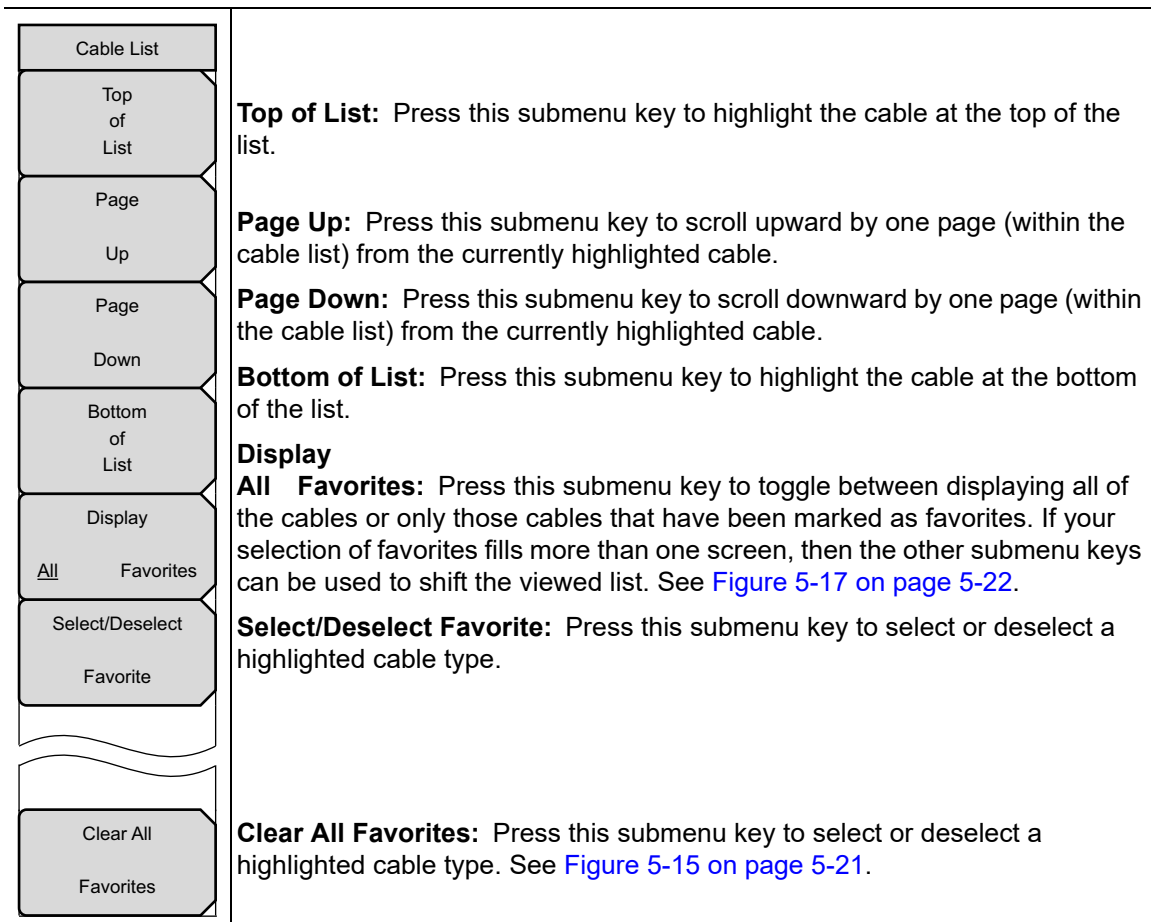 Cable List
Top
of
List
Page
Up
Page
Down
Bottom
of
List
Display
All Favorites
Select/Deselect
Favorite
Clear All
Favorites
Top of List: Press this submenu key to highlight the cable at the top of the
list.
Page Up: Press this submenu key to scroll upward by one page (within the
cable list) from the currently highlighted cable.
Page Down: Press this submenu key to scroll downward by one page (within
the cable list) from the currently highlighted cable.
Bottom of List: Press this submenu key to highlight the cable at the bottom
of the list.
Display
All Favorites: Press this submenu key to toggle between displaying all of
the cables or only those cables that have been marked as favorites. If your
selection of favorites fills more than one screen, then the other submenu keys
can be used to shift the viewed list. See Figure 5-17 on page 5-22.
Select/Deselect Favorite: Press this submenu key to select or deselect a
highlighted cable type.
Clear All Favorites: Press this submenu key to select or deselect a
highlighted cable type. See Figure 5-15 on page 5-21.